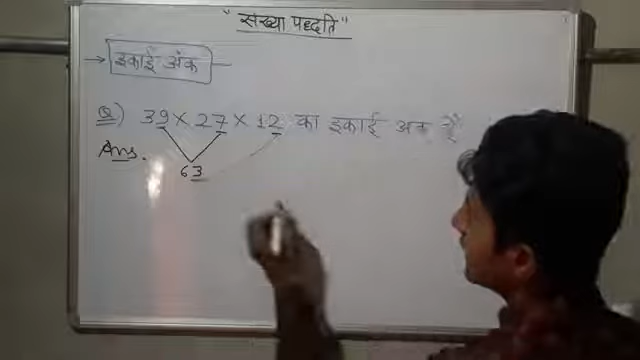 "संख्या पद्धति"
→ इकाई अंक
Q) 39 × 27 × 12 का इकाई अंक है
Ans.
63